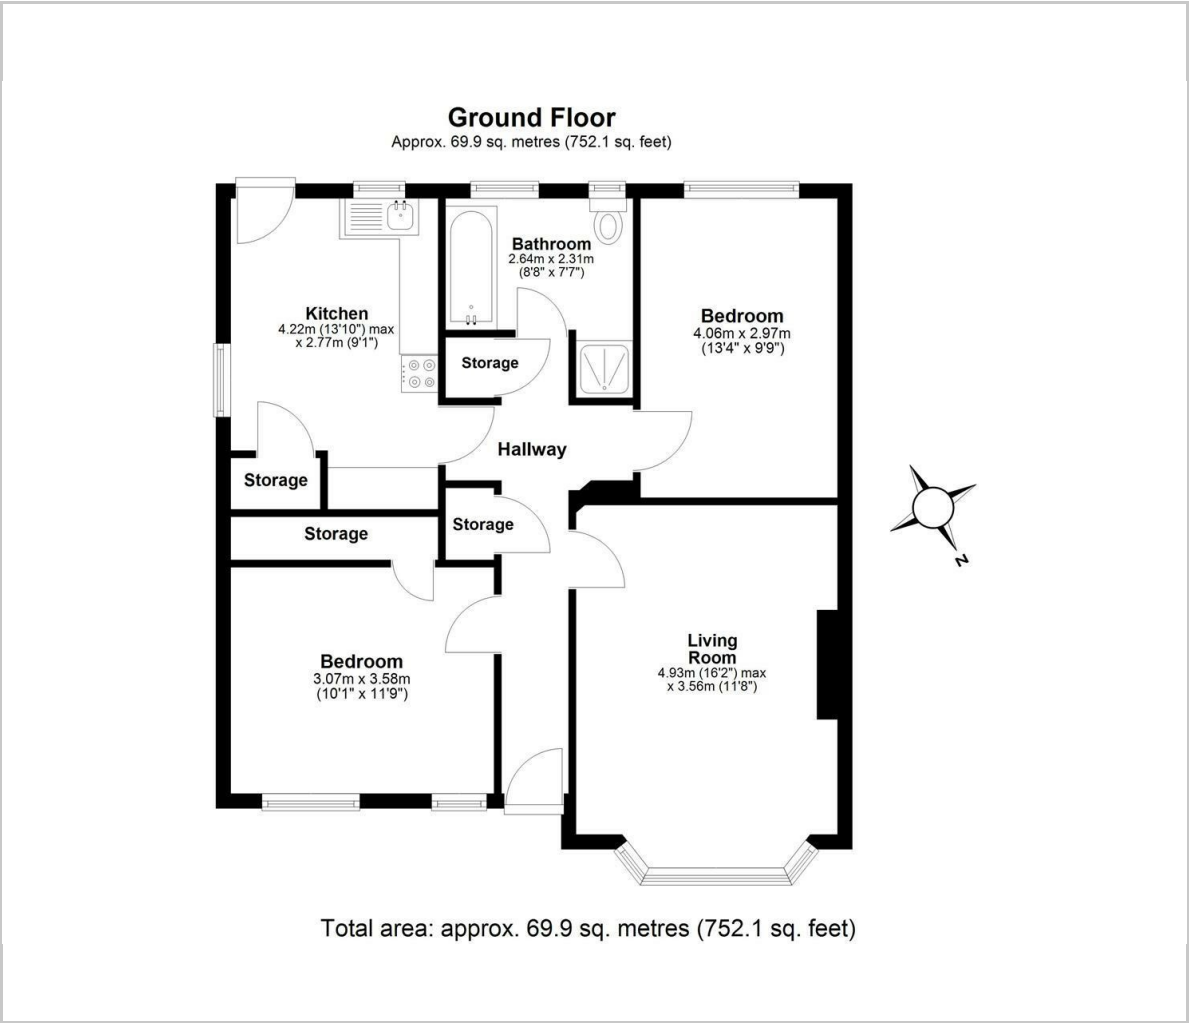 Ground Floor
Approx. 69.9 sq. metres (752.1 sq. feet)
Bathroom
2.64m x 2.31m
(8'8" x 7'7")
Kitchen
4.22m (13'10") max
x 2.77m (9'1")
Bedroom
4.06m x 2.97m
(13'4" x 9'9")
Storage
Hallway
Storage
Storage
Storage
N
Living
Room
4.93m (16'2") max
x 3.56m (11'8")
Bedroom
3.07m x 3.58m
(10'1" x 11'9")
Total area: approx. 69.9 sq. metres (752.1 sq. feet)